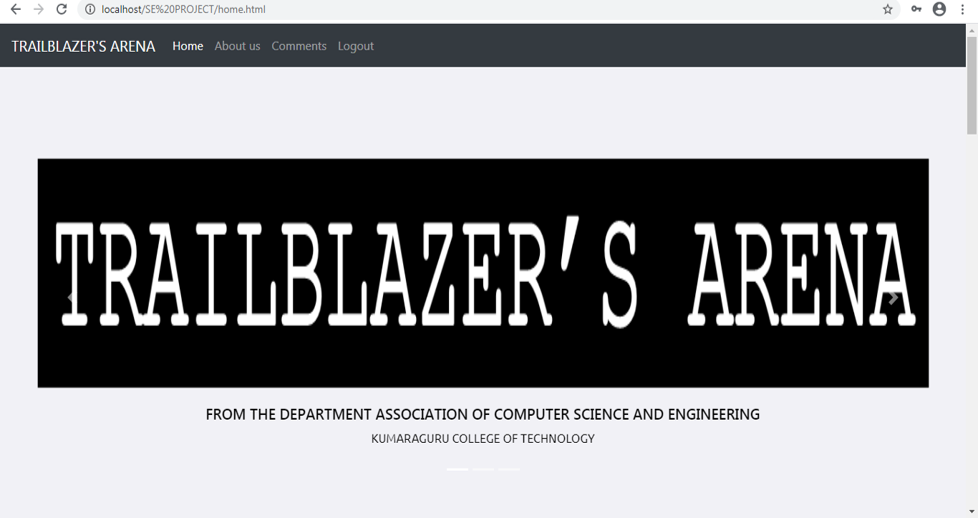 localhost/SE%20PROJECT/home.html
TRAILBLAZER'S ARENA Home About us Comments Logout
TRAILBLAZER'S ARENA
FROM THE DEPARTMENT ASSOCIATION OF COMPUTER SCIENCE AND ENGINEERING
KUMARAGURU COLLEGE OF TECHNOLOGY